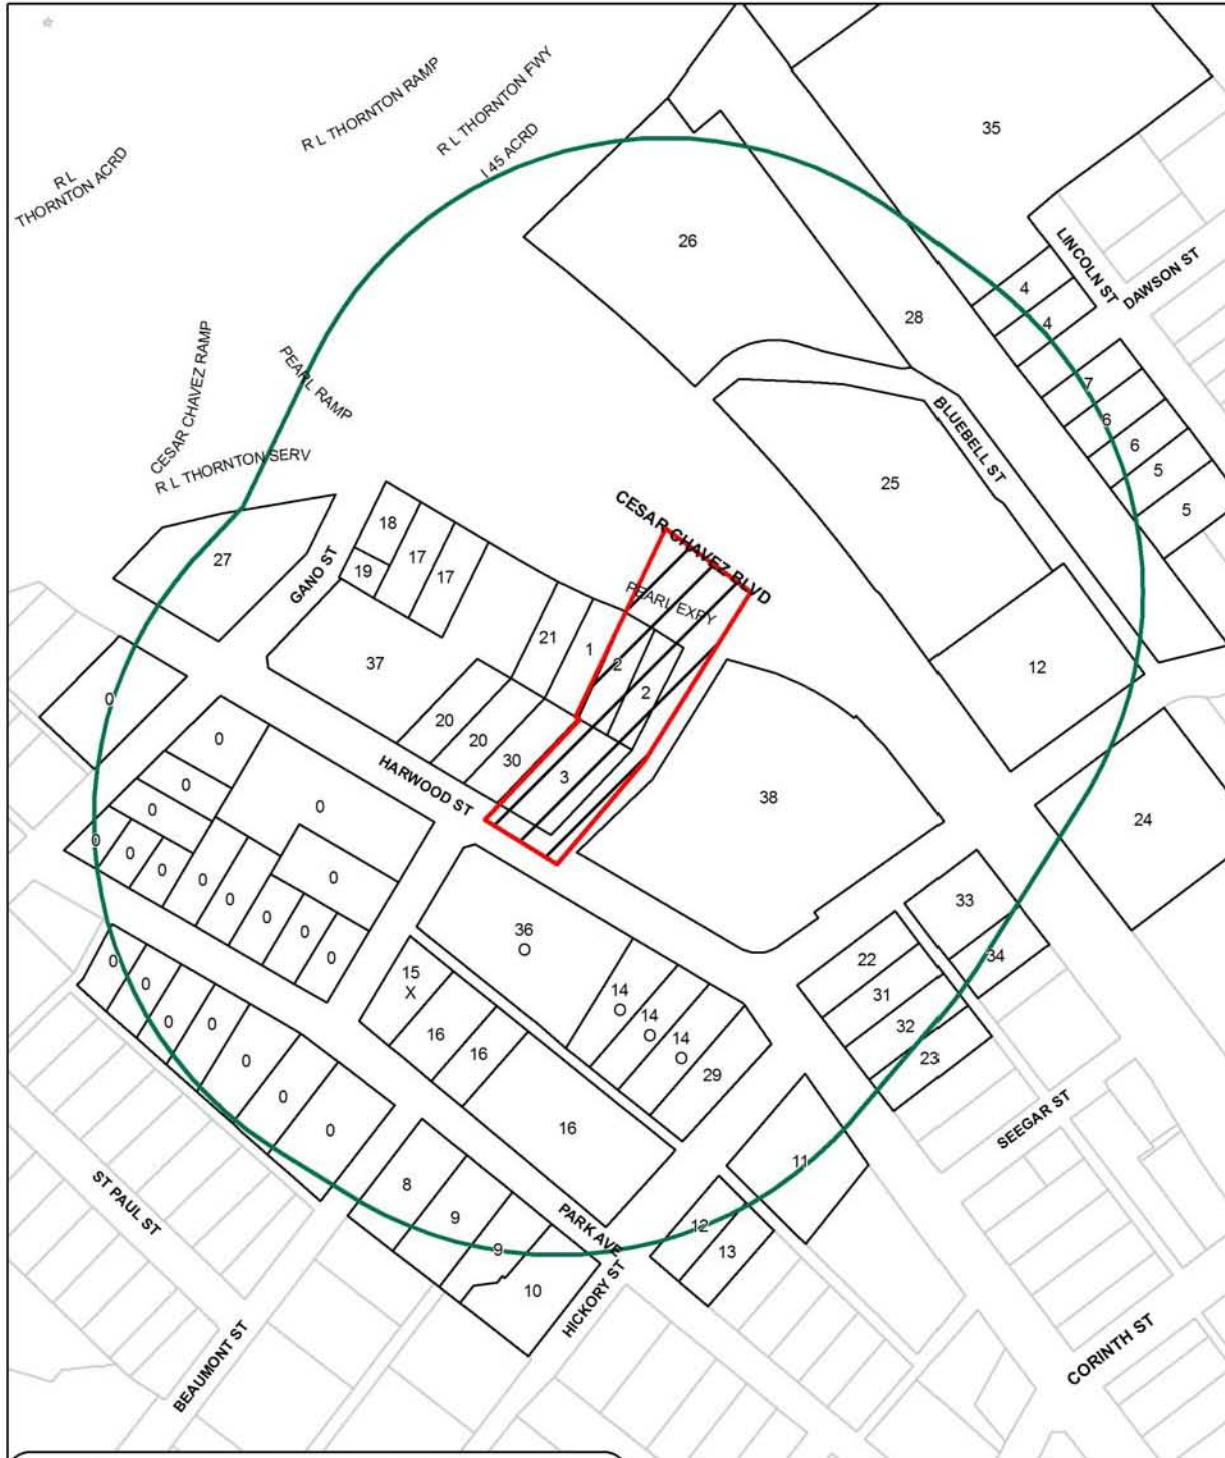 R L THORNTON RAMP
R L THORNTON FWY
I 45 ACRD
R L
THORNTON ACRD
35
26
LINCOLN ST
DAWSON ST
4
4
28
CESAR CHAVEZ RAMP
PEARL RAMP
7
6
6
5
5
BLUEBELL ST
R L THORNTON SERV
25
CESAR CHAVEZ BLVD
PEARL EXPY
18
17
17
19
27
GANO ST
21
1
2
2
12
37
20
20
30
3
38
24
HARWOOD ST
0
0
0
0
0
0
0
0
0
0
0
0
0
0
33
34
22
31
32
23
36
O
15
X
14
O
14
O
14
O
29
16
16
16
0
0
0
0
0
0
0
11
SEEGAR ST
8
9
9
10
12
13
PARK AVE
HICKORY ST
ST PAUL ST
BEAUMONT ST
CORINTH ST